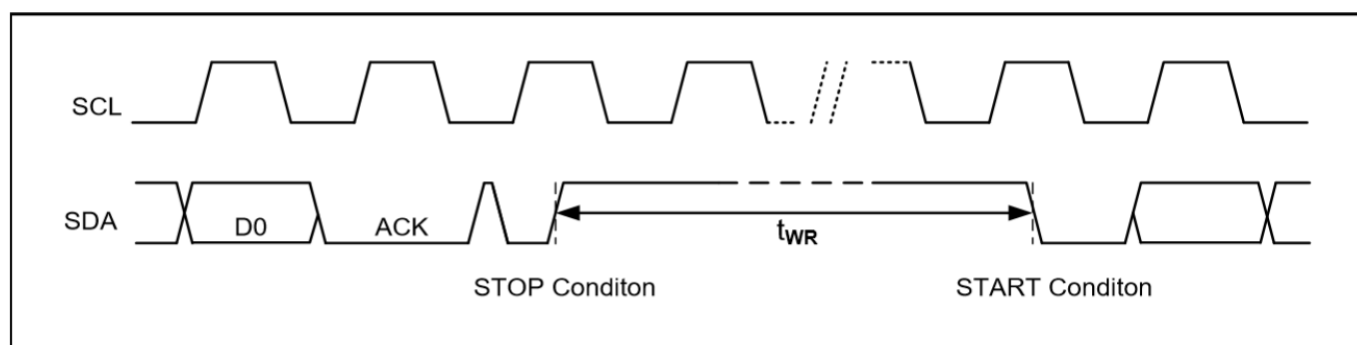 SCL
SDA
D0
ACK
tWR
STOP Conditon
START Conditon